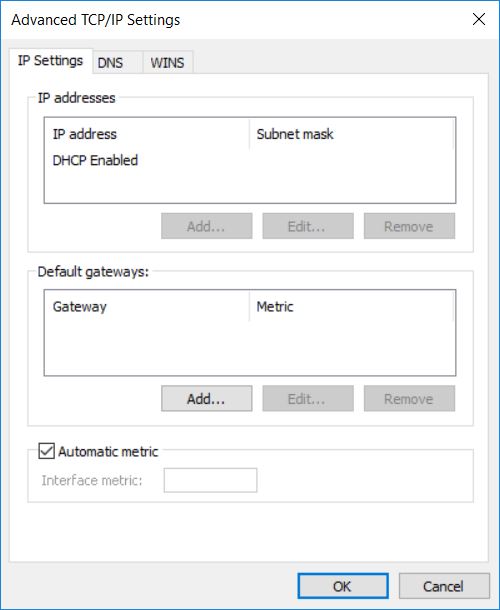 Advanced TCP/IP Settings
IP Settings DNS WINS
IP addresses
IP address Subnet mask
DHCP Enabled
Add... Edit... Remove
Default gateways:
Gateway Metric
Add... Edit... Remove
Automatic metric
Interface metric:
OK Cancel